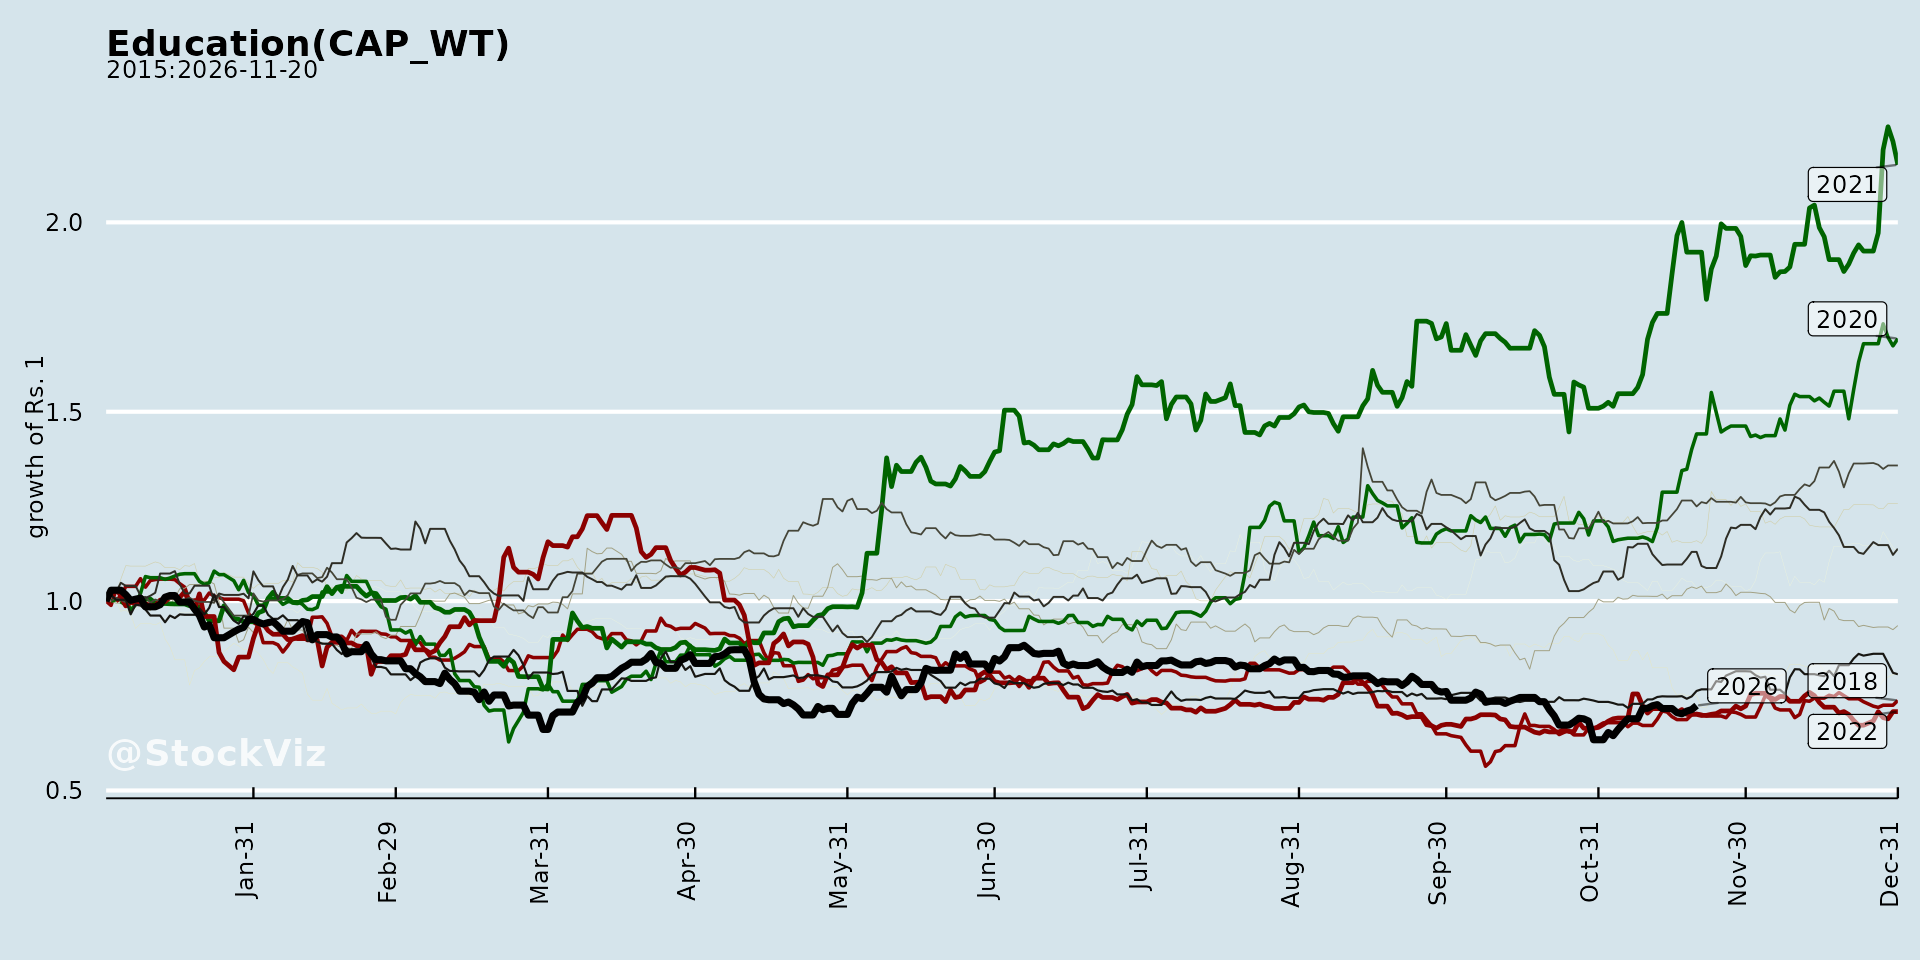 Education(CAP_WT)
2015:2026-11-20
growth of Rs. 1
2.0
1.5
1.0
0.5
2021
2020
2026
2018
2022
@StockViz
Jan-31
Feb-29
Mar-31
Apr-30
May-31
Jun-30
Jul-31
Aug-31
Sep-30
Oct-31
Nov-30
Dec-31